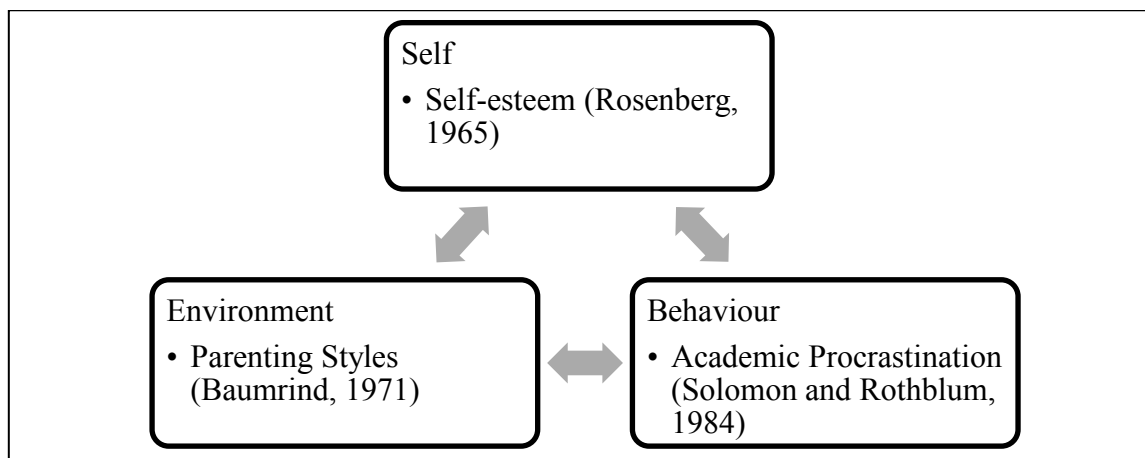 Self
• Self-esteem (Rosenberg,
1965)
Environment
• Parenting Styles
(Baumrind, 1971)
Behaviour
• Academic Procrastination
(Solomon and Rothblum,
1984)